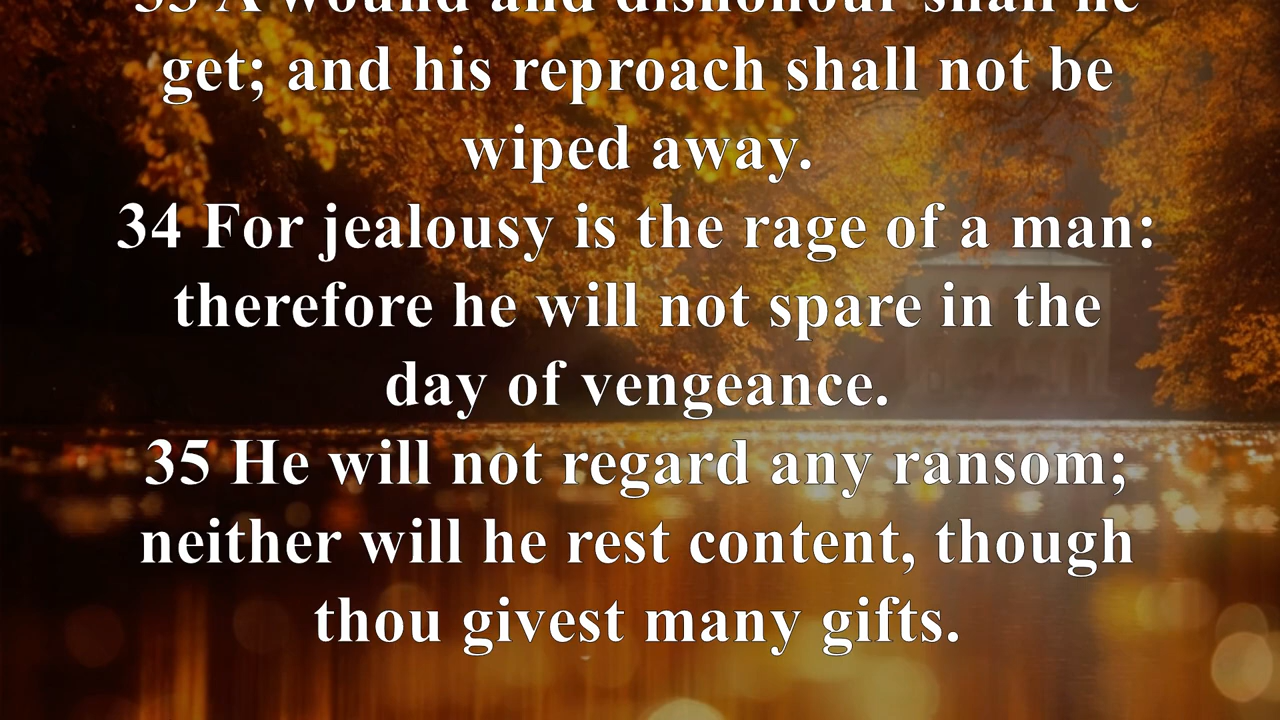 33 A wound and dishonour shall he
get; and his reproach shall not be
wiped away.
34 For jealousy is the rage of a man:
therefore he will not spare in the
day of vengeance.
35 He will not regard any ransom;
neither will he rest content, though
thou givest many gifts.